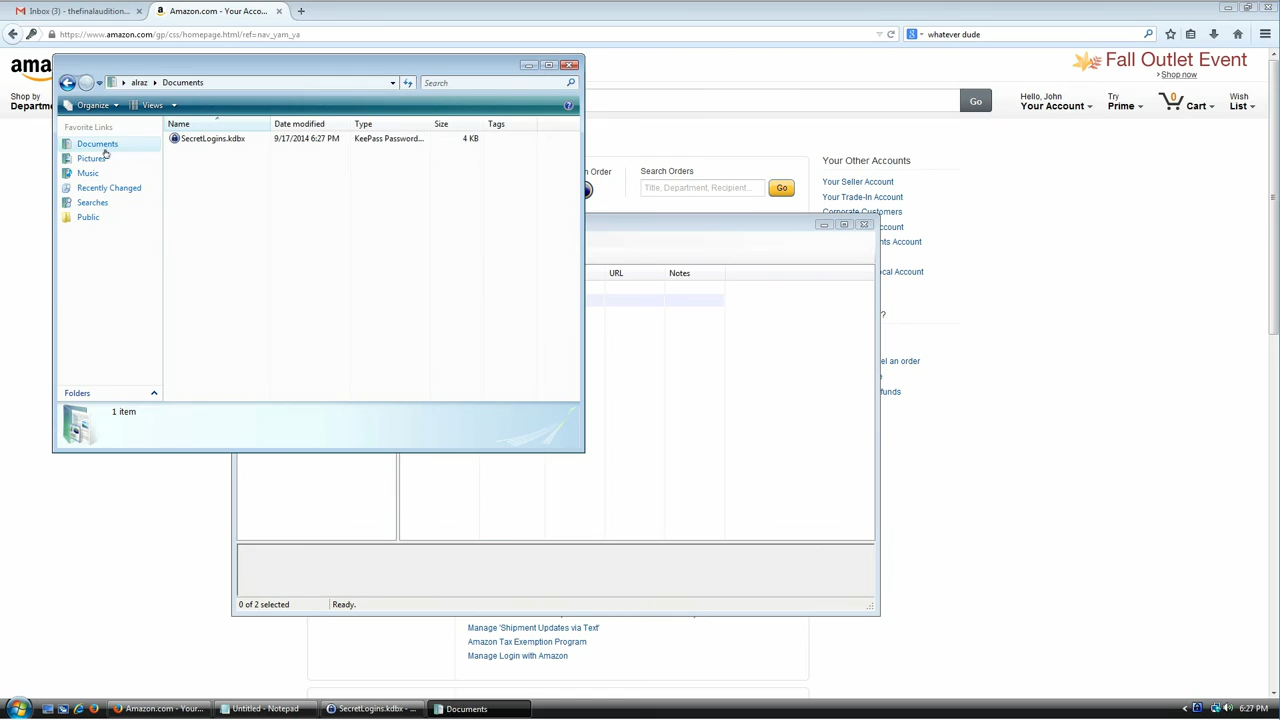 Inbox (3) - thefinalaudition...
Amazon.com - Your Acco...
https://www.amazon.com/gp/css/homepage.html/ref=nav_yam_ya
whatever dude
Fall Outlet Event
Shop now
Shop by
Go
Hello, John
Your Account
Try
Prime
0
Cart
Wish
List
alraz
Documents
Search
Organize
Views
Favorite Links
Documents
Pictures
Music
Recently Changed
Searches
Public
Folders
Name
Date modified
Type
Size
Tags
SecretLogins.kdbx
9/17/2014 6:27 PM
KeePass Password...
4 KB
1 item
n Order
Search Orders
Title, Department, Recipient...
Go
Your Other Accounts
Your Seller Account
Your Trade-In Account
Corporate Customers
ccount
nts Account
ocal Account
?
el an order
e
funds
URL
Notes
0 of 2 selected
Ready.
Manage 'Shipment Updates via Text'
Amazon Tax Exemption Program
Manage Login with Amazon
Amazon.com - Your...
Untitled - Notepad
SecretLogins.kdbx - ...
Documents
6:27 PM